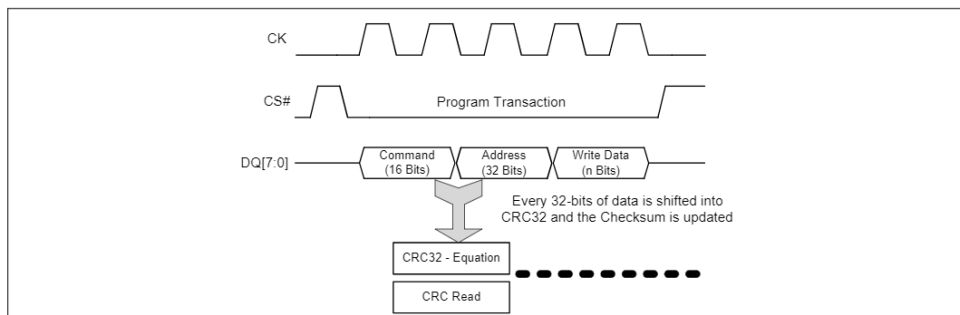 CK
CS#
Program Transaction
DQ[7:0]
Command
(16 Bits)
Address
(32 Bits)
Write Data
(n Bits)
Every 32-bits of data is shifted into
CRC32 and the Checksum is updated
CRC32 - Equation
CRC Read